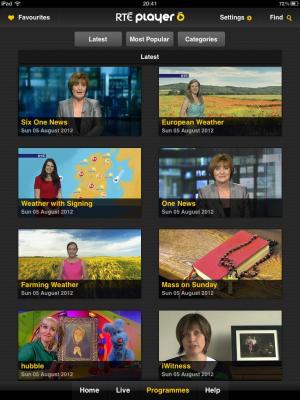 iPad 20:41
Favourites RTÉ player Settings Find
Latest Most Popular Categories
Latest
RTÉ
Six One News
Sun 05 August 2012
European Weather
Sun 05 August 2012
RTÉ
Weather with Signing
Sun 05 August 2012
One News
Sun 05 August 2012
Farming Weather
Sun 05 August 2012
Mass on Sunday
Sun 05 August 2012
hubble
Sun 05 August 2012
iWitness
Sun 05 August 2012
Home Live Programmes Help